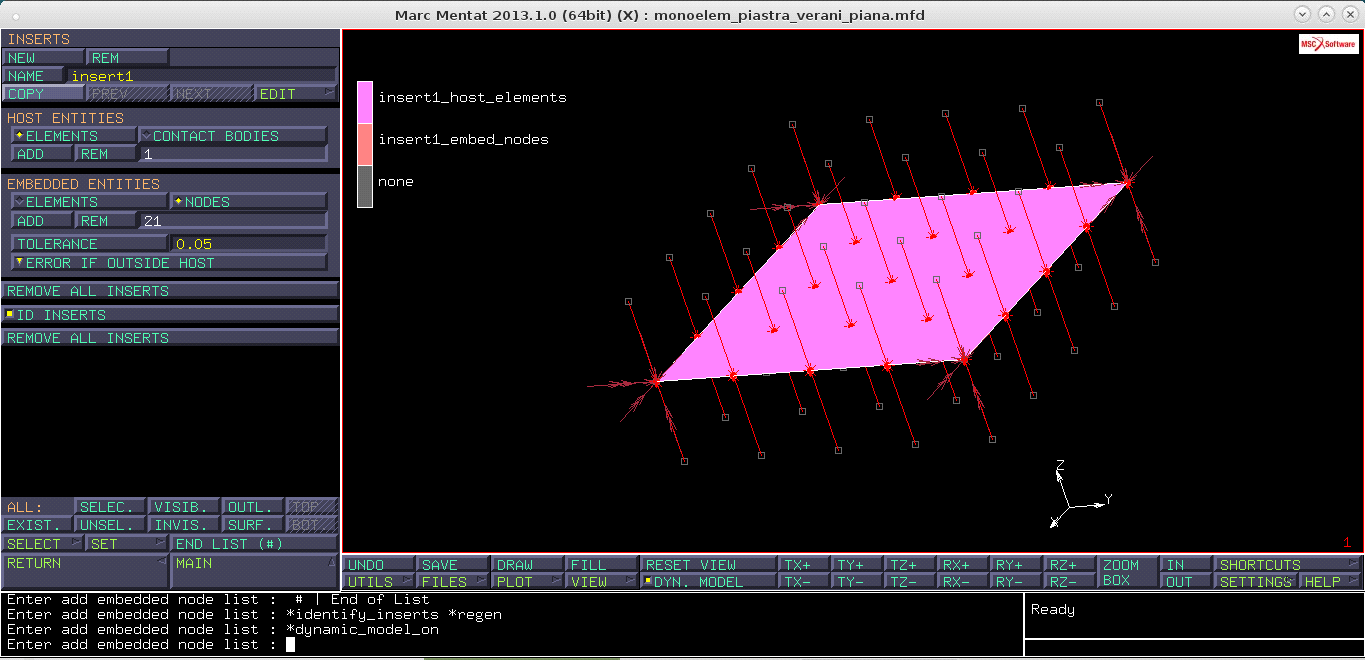 Marc Mentat 2013.1.0 (64bit) (X) : monoelem_piastra_verani_piana.mfd
INSERTS
NEW REM
NAME insert1
COPY PREV NEXT EDIT
HOST ENTITIES
ELEMENTS CONTACT BODIES
ADD REM 1
EMBEDDED ENTITIES
ELEMENTS NODES
ADD REM 21
TOLERANCE 0.05
ERROR IF OUTSIDE HOST
REMOVE ALL INSERTS
ID INSERTS
REMOVE ALL INSERTS
ALL: SELEC. VISIB. OUTL. TOP
EXIST. UNSEL. INVIS. SURF. BOT
SELECT SET END LIST (#)
RETURN MAIN
MSC Software
insert1_host_elements
insert1_embed_nodes
none
Z
Y
X
1
UNDO SAVE DRAW FILL RESET VIEW TX+ TY+ TZ+ RX+ RY+ RZ+ ZOOM BOX IN SHORTCUTS
UTILS FILES PLOT VIEW DYN. MODEL TX- TY- TZ- RX- RY- RZ- OUT SETTINGS HELP
Enter add embedded node list : # | End of List
Enter add embedded node list : *identify_inserts *regen
Enter add embedded node list : *dynamic_model_on
Enter add embedded node list :
Ready